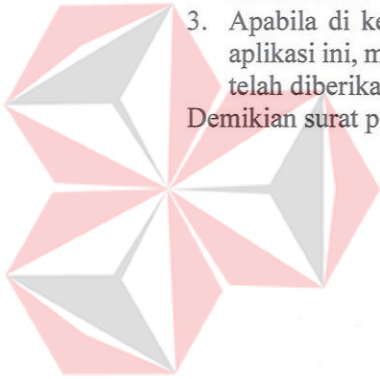 3. Apabila di ke
aplikasi ini, m
telah diberika
Demikian surat p